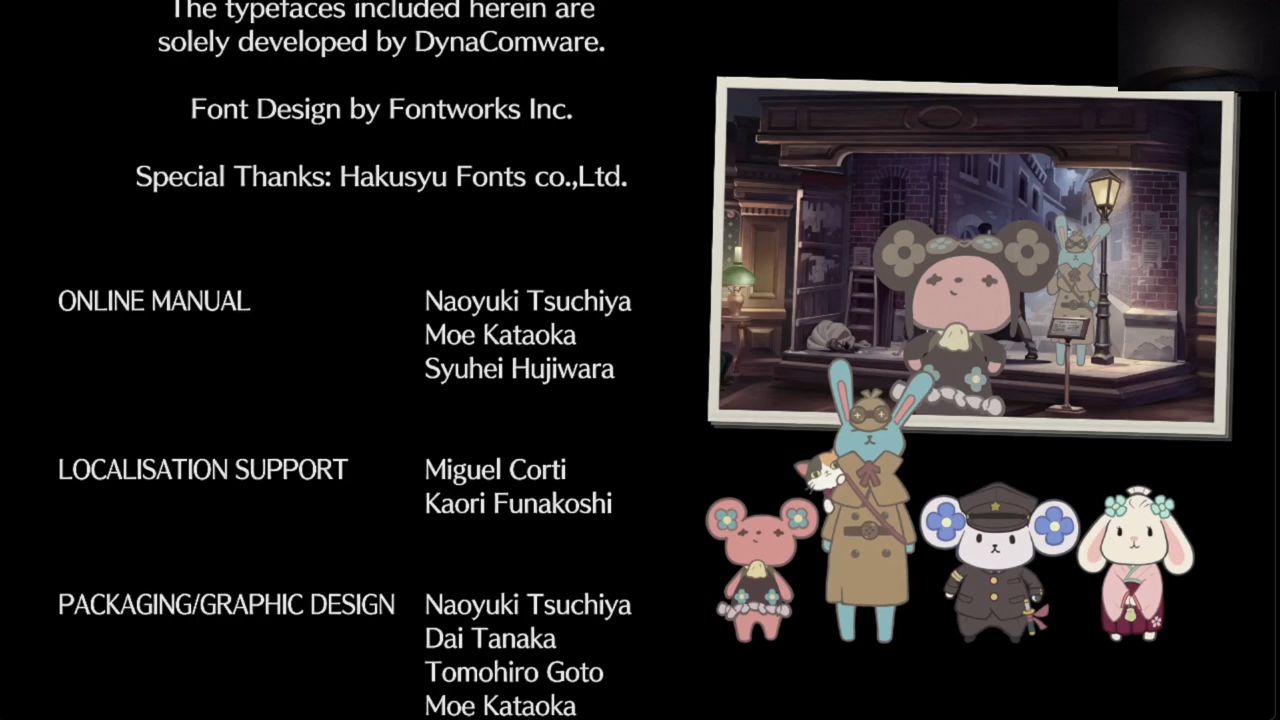 The typefaces included herein are
solely developed by DynaComware.
Font Design by Fontworks Inc.
Special Thanks: Hakusyu Fonts co.,Ltd.
ONLINE MANUAL Naoyuki Tsuchiya
Moe Kataoka
Syuhei Hujiwara
LOCALISATION SUPPORT Miguel Corti
Kaori Funakoshi
PACKAGING/GRAPHIC DESIGN Naoyuki Tsuchiya
Dai Tanaka
Tomohiro Goto
Moe Kataoka